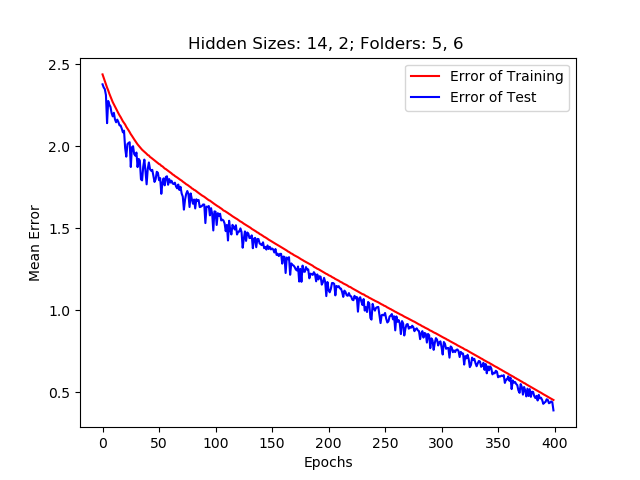 Hidden Sizes: 14, 2; Folders: 5, 6
2.5
2.0
1.5
1.0
0.5
Mean Error
Error of Training
Error of Test
0 50 100 150 200 250 300 350 400
Epochs